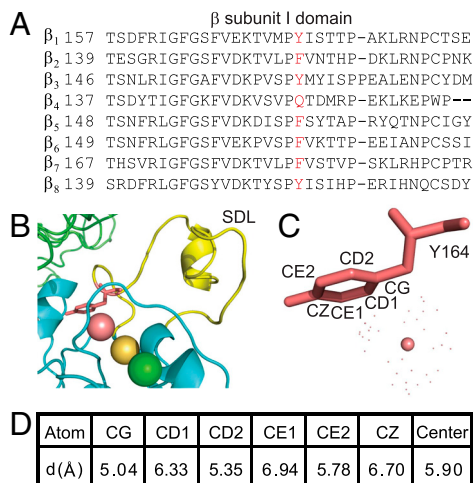 A
β subunit I domain
β1 157 TSDFRIGFGSFVEKTVMPYISTTP-AKLRNPCTSE
β2 139 TESGRIGFGSFVDKTVLPFVNTHP-DKLRNPCPNK
β3 146 TSNLRIGFGAFVDKPVSPYMYISPPEALENPCYDM
β4 137 TSDYTIGFGKFVDKVSVPQTDMRP-EKLKEPWP--
β5 148 TSNFRLGFGSFVDKDISPFSYTAP-RYQTNPCIGY
β6 149 TSNFRLGFGSFVEKPVSPFVKTTP-EEIANPCSSI
β7 167 THSVRIGFGSFVDKTVLPFVSTVP-SKLRHPCPTR
β8 139 SRDFRLGFGSYVDKTYSPYISIHP-ERIHNQCSDY
B
SDL
C
Y164
CD2
CE2
CG
CD1
CZ CE1
D
Atom CG CD1 CD2 CE1 CE2 CZ Center
d(Å) 5.04 6.33 5.35 6.94 5.78 6.70 5.90